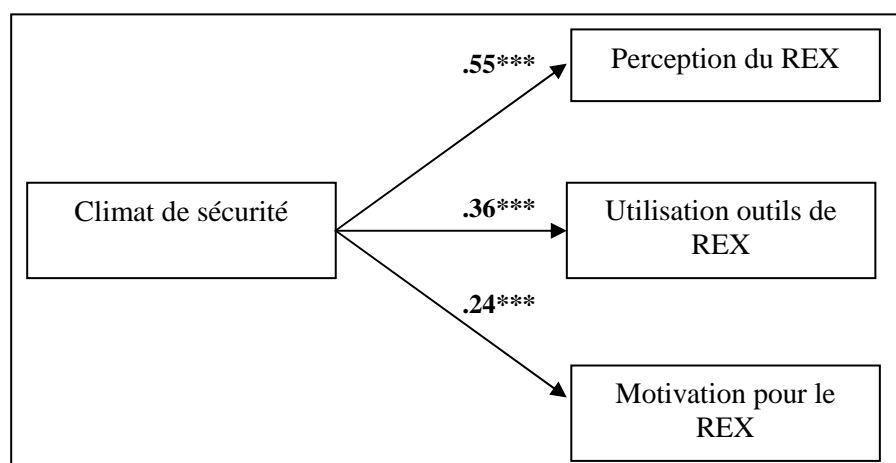 .55***
Perception du REX
Climat de sécurité
.36***
Utilisation outils de
REX
.24***
Motivation pour le
REX